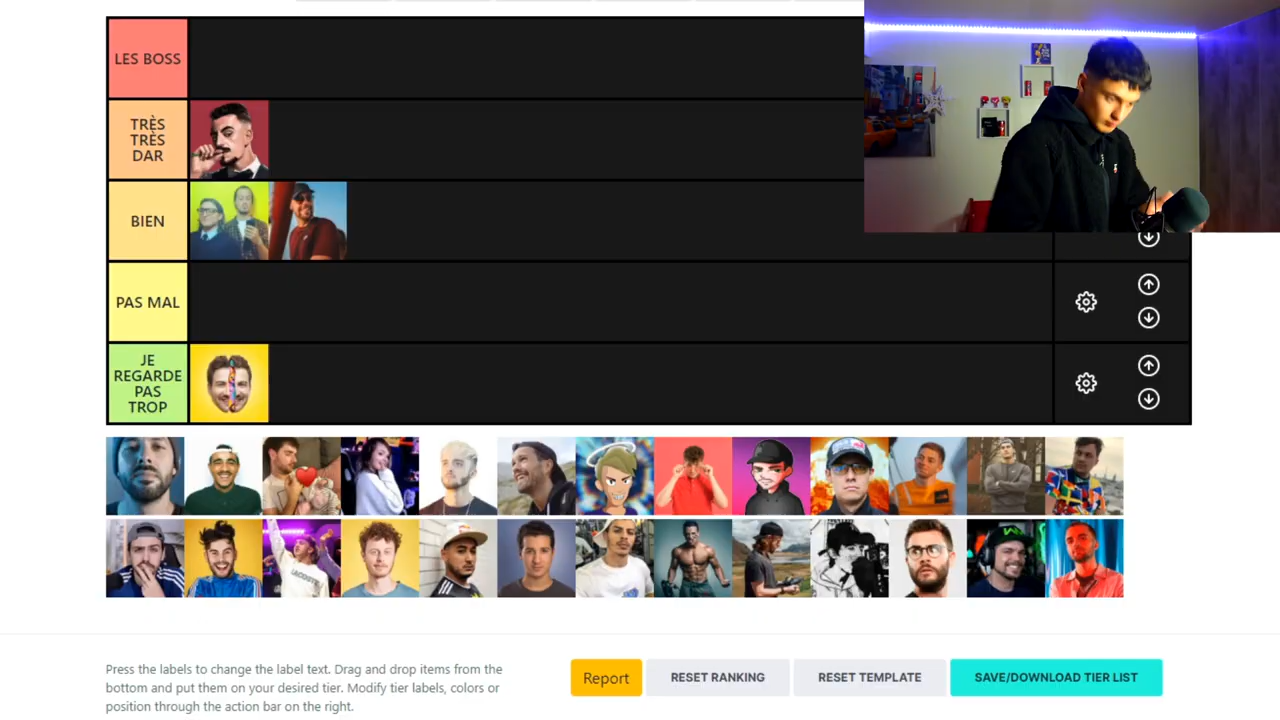 LES BOSS
TRÈS
TRÈS
DAR
BIEN
PAS MAL
JE
REGARDE
PAS
TROP
Press the labels to change the label text. Drag and drop items from the
bottom and put them on your desired tier. Modify tier labels, colors or
position through the action bar on the right.
Report
RESET RANKING
RESET TEMPLATE
SAVE/DOWNLOAD TIER LIST